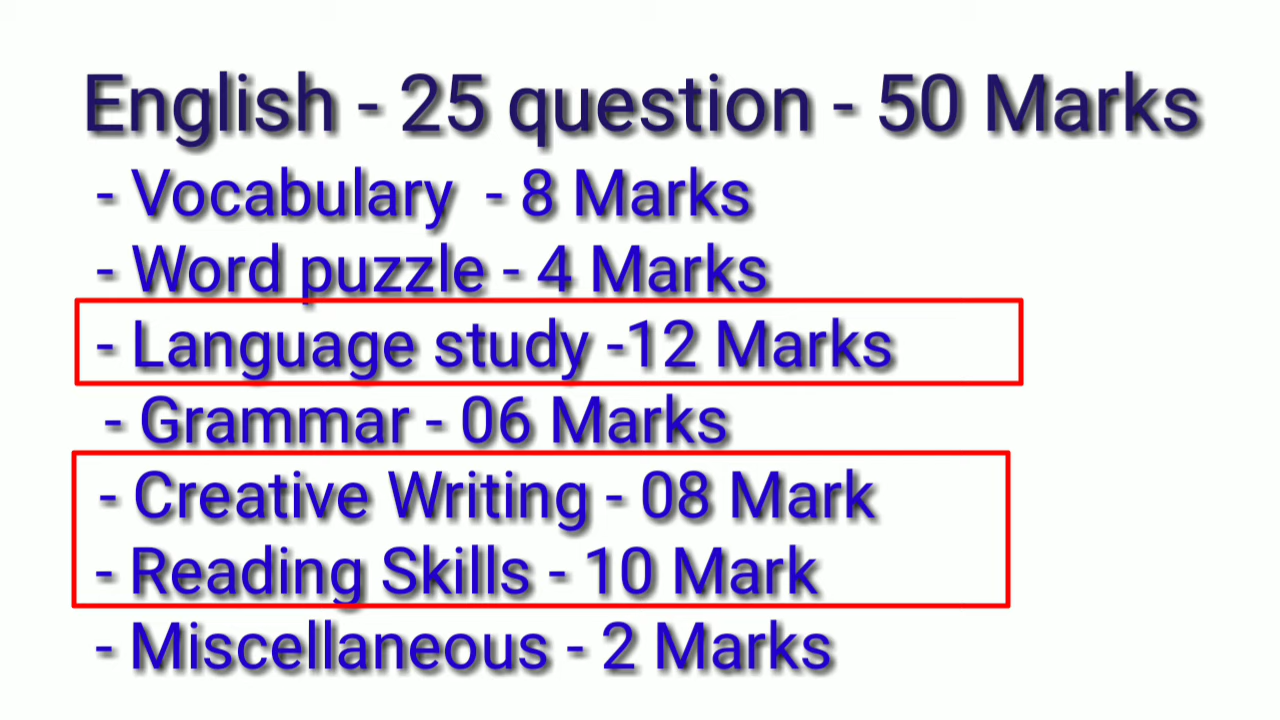 English - 25 question - 50 Marks
- Vocabulary - 8 Marks
- Word puzzle - 4 Marks
- Language study -12 Marks
- Grammar - 06 Marks
- Creative Writing - 08 Mark
- Reading Skills - 10 Mark
- Miscellaneous - 2 Marks